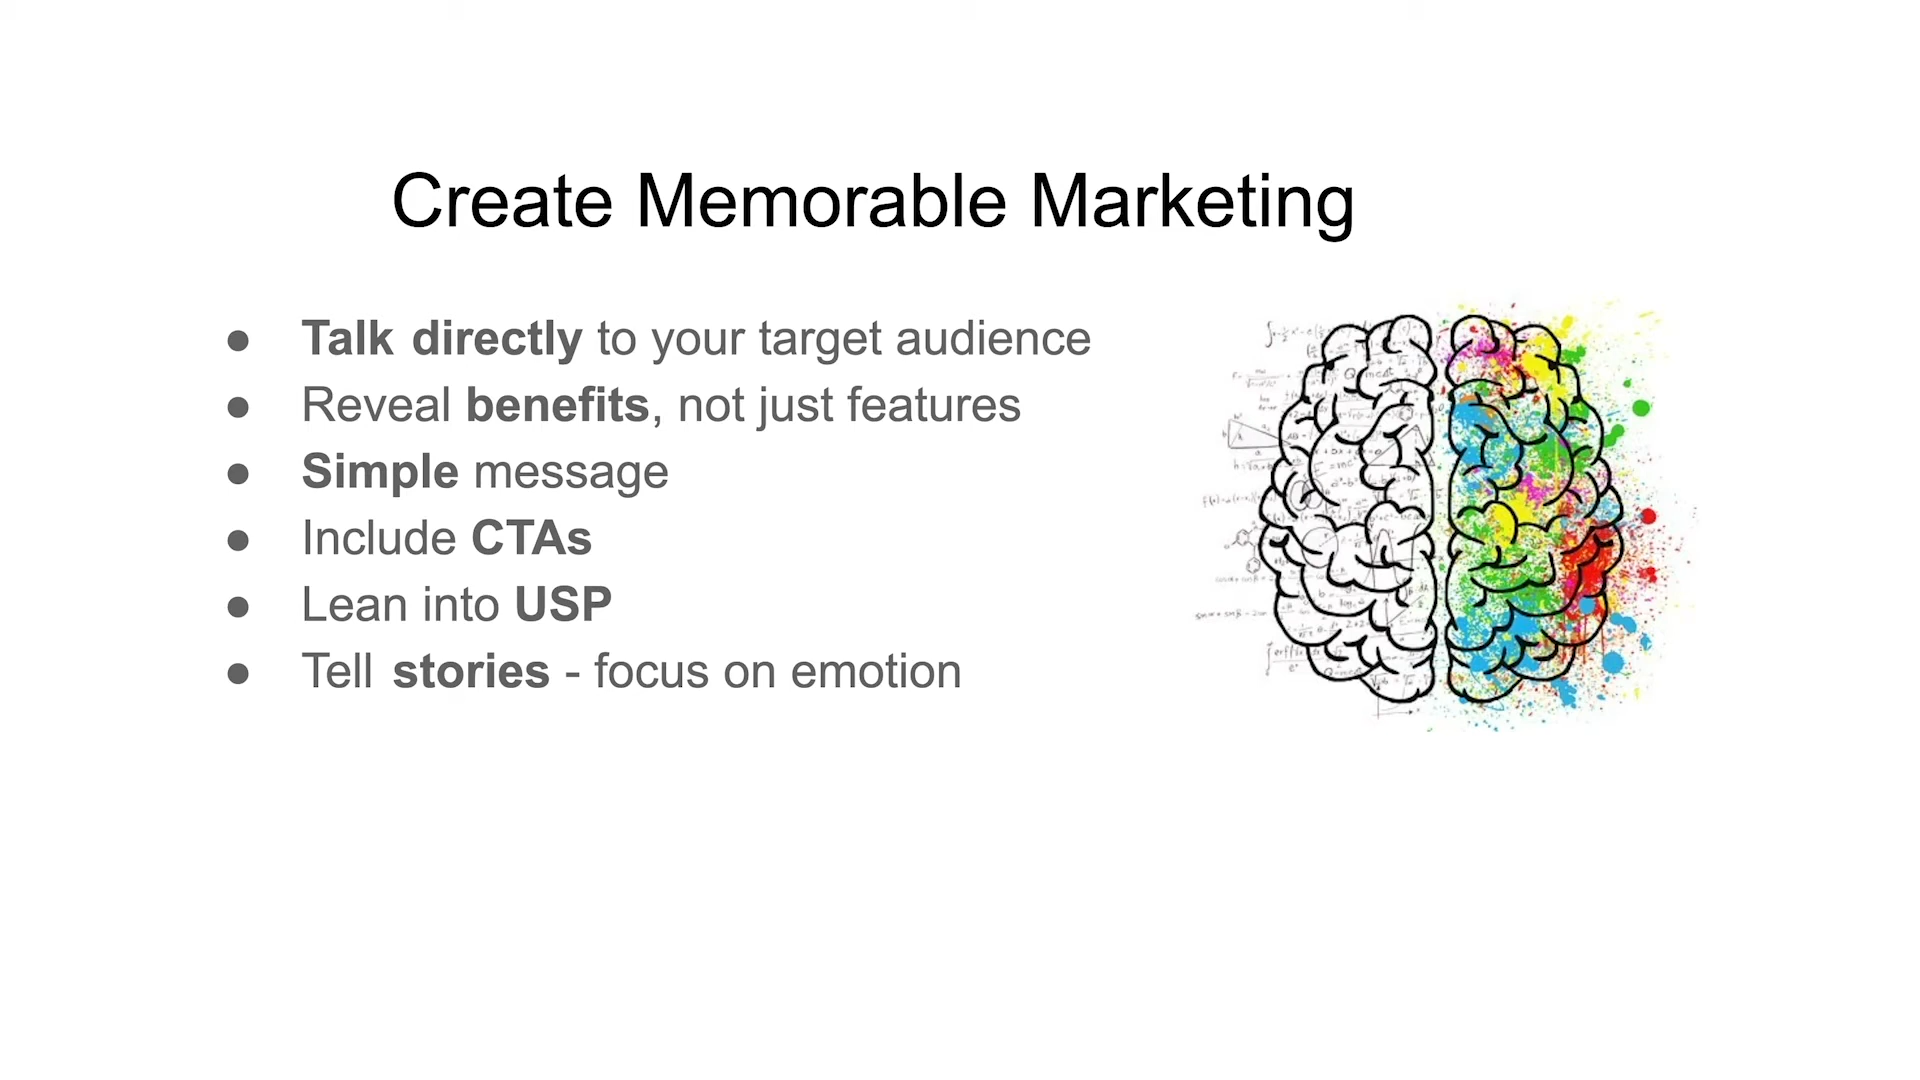 Create Memorable Marketing
● Talk directly to your target audience
● Reveal benefits, not just features
● Simple message
● Include CTAs
● Lean into USP
● Tell stories - focus on emotion